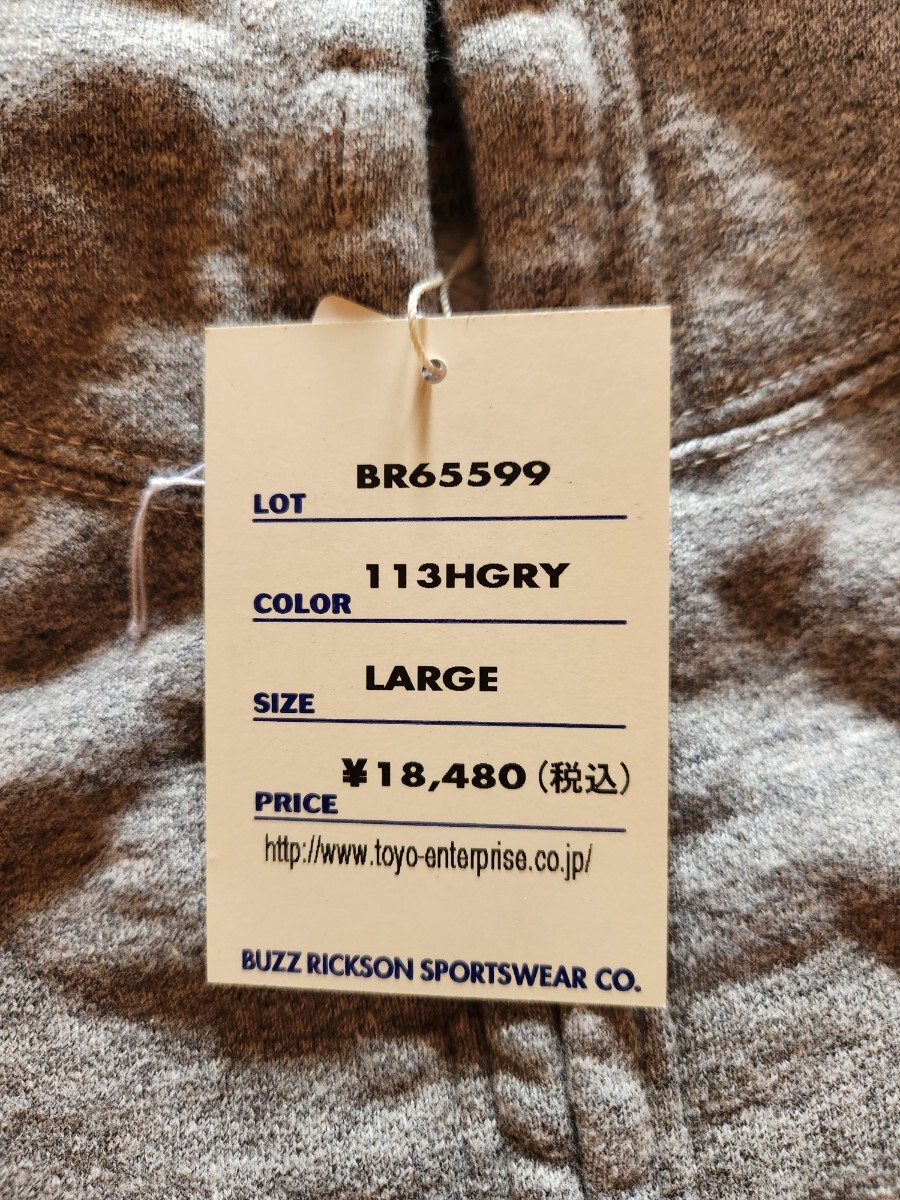 BR65599
LOT
113HGRY
COLOR
LARGE
SIZE
¥18,480(税込)
PRICE
http://www.toyo-enterprise.co.jp/
BUZZ RICKSON SPORTSWEAR CO.